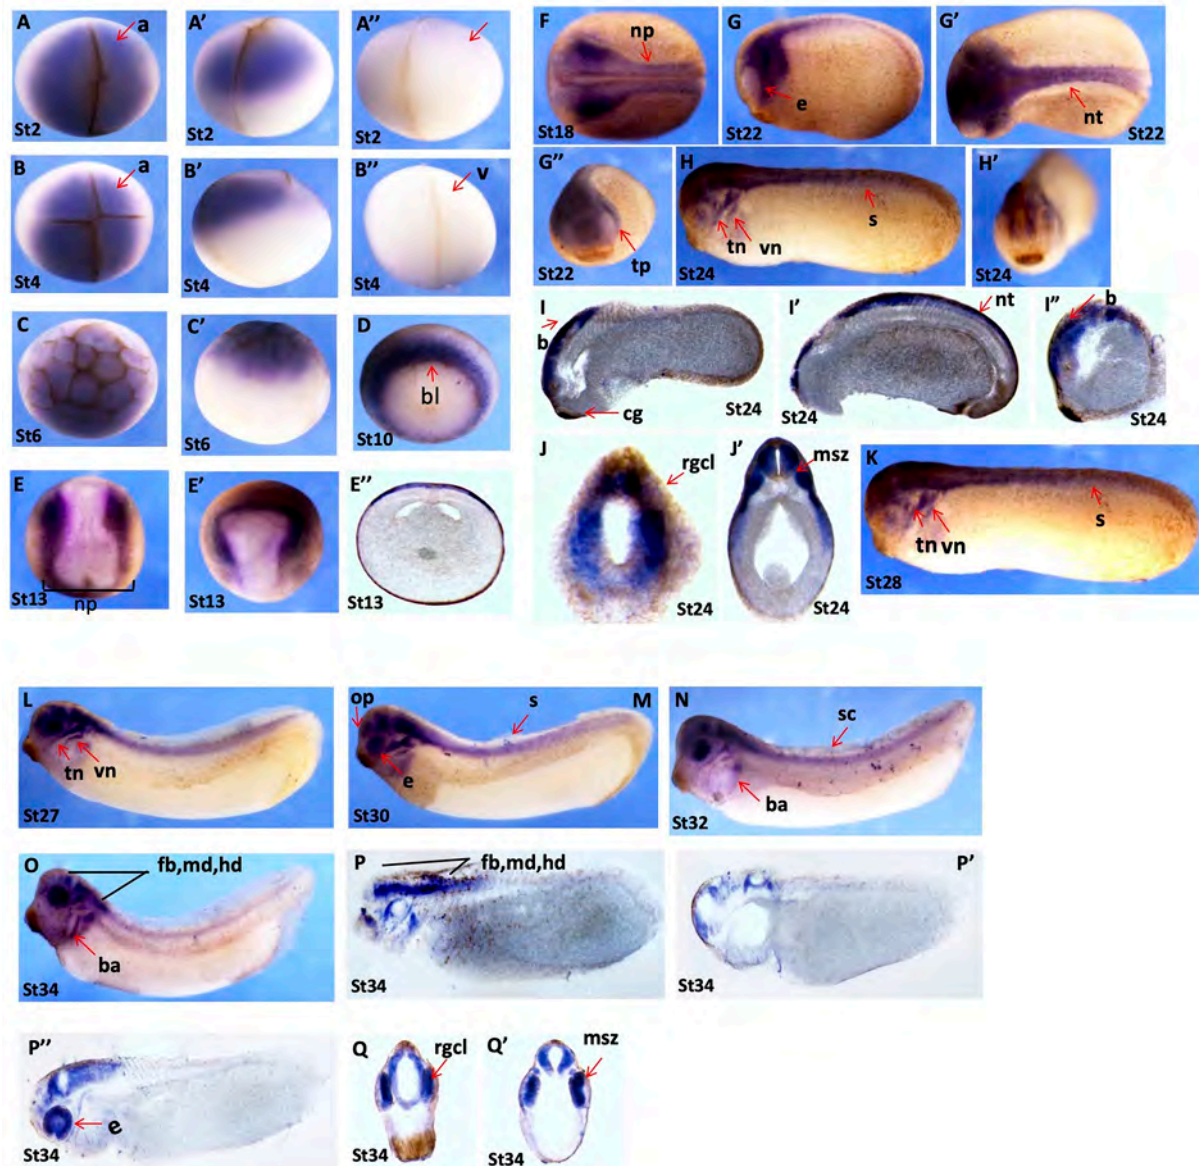 A a St2
A’ St2
A’’ St2
F np St18
G e St22
G’ nt St22
B a St4
B’ St4
B’’ v St4
G’’ tp St22
H tn vn s St24
H’ St24
C St6
C’ St6
D bl St10
I b cg St24
I’ nt St24
I’’ b St24
E np St13
E’ St13
E’’ St13
J rgcl St24
J’ msz St24
K tn vn s St28
L tn vn St27
M op s e St30
N sc ba St32
O fb,md,hd ba St34
P fb,md,hd St34
P’ St34
P’’ e St34
Q rgcl St34
Q’ msz St34